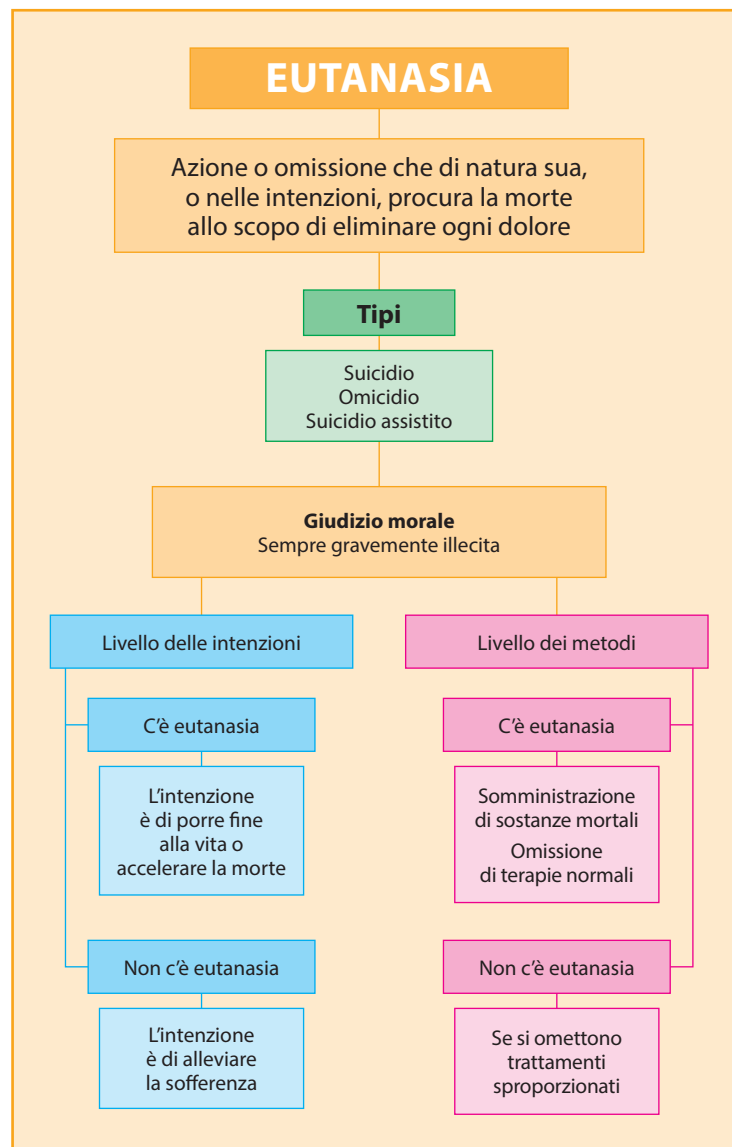 EUTANASIA
Azione o omissione che di natura sua,
o nelle intenzioni, procura la morte
allo scopo di eliminare ogni dolore
Tipi
Suicidio
Omicidio
Suicidio assistito
Giudizio morale
Sempre gravemente illecita
Livello delle intenzioni
C'è eutanasia
L'intenzione
è di porre fine
alla vita o
accelerare la morte
Non c'è eutanasia
L'intenzione
è di alleviare
la sofferenza
Livello dei metodi
C'è eutanasia
Somministrazione
di sostanze mortali
Omissione
di terapie normali
Non c'è eutanasia
Se si omettono
trattamenti
sproporzionati